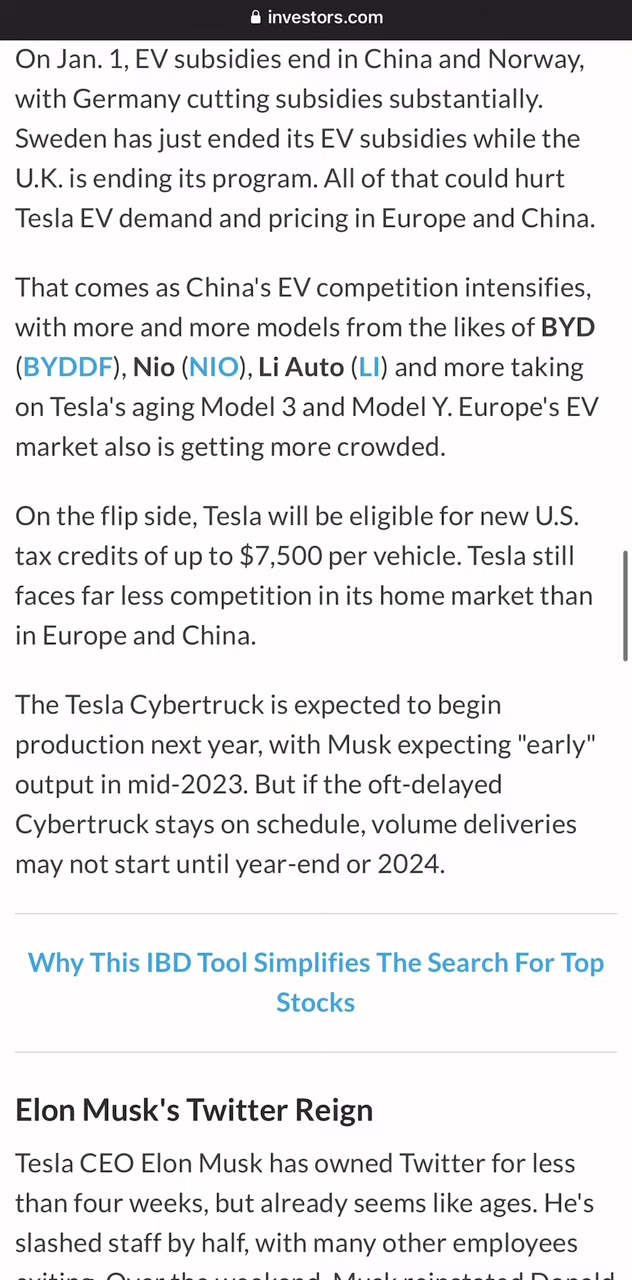 investors.com
On Jan. 1, EV subsidies end in China and Norway,
with Germany cutting subsidies substantially.
Sweden has just ended its EV subsidies while the
U.K. is ending its program. All of that could hurt
Tesla EV demand and pricing in Europe and China.
That comes as China's EV competition intensifies,
with more and more models from the likes of BYD
(BYDDF), Nio (NIO), Li Auto (LI) and more taking
on Tesla's aging Model 3 and Model Y. Europe's EV
market also is getting more crowded.
On the flip side, Tesla will be eligible for new U.S.
tax credits of up to $7,500 per vehicle. Tesla still
faces far less competition in its home market than
in Europe and China.
The Tesla Cybertruck is expected to begin
production next year, with Musk expecting "early"
output in mid-2023. But if the oft-delayed
Cybertruck stays on schedule, volume deliveries
may not start until year-end or 2024.
Why This IBD Tool Simplifies The Search For Top
Stocks
Elon Musk's Twitter Reign
Tesla CEO Elon Musk has owned Twitter for less
than four weeks, but already seems like ages. He's
slashed staff by half, with many other employees
exiting. Over the weekend, Musk reinstated Donald